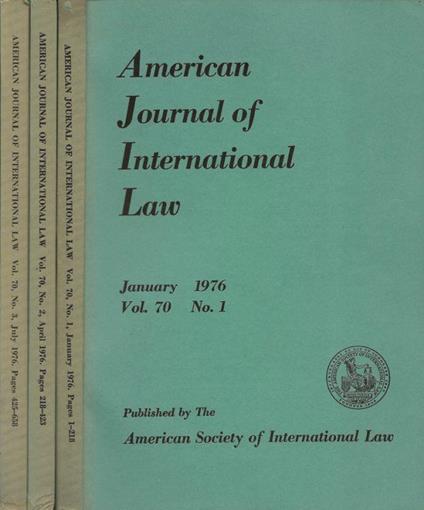 AMERICAN JOURNAL OF INTERNATIONAL LAW Vol. 70, No. 3, July 1976. Pages 425-658
AMERICAN JOURNAL OF INTERNATIONAL LAW Vol. 70, No. 2, April 1976. Pages 218-423
AMERICAN JOURNAL OF INTERNATIONAL LAW Vol. 70, No. 1, January 1976. Pages 1-218
American
Journal of
International
Law
January 1976
Vol. 70 No. 1
Published by The
American Society of International Law